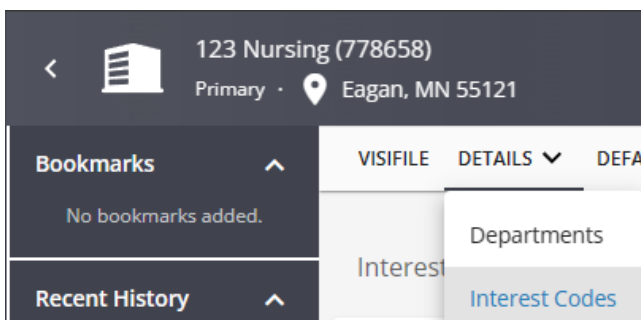 123 Nursing (778658)
Primary · Eagan, MN 55121
Bookmarks
No bookmarks added.
Recent History
VISIFILE DETAILS DEFA
Departments
Interest
Interest Codes